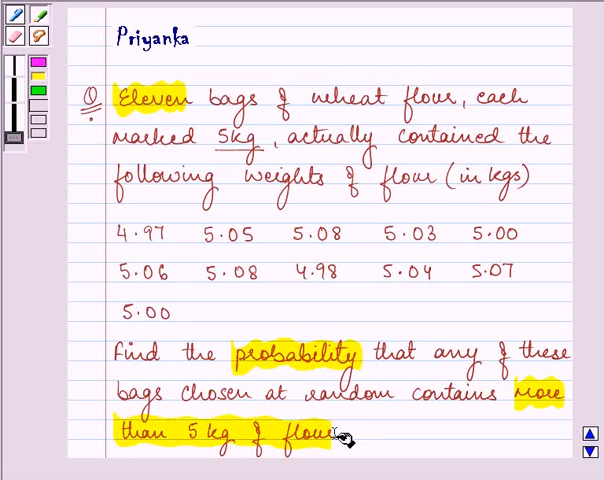 Priyanka
Q Eleven bags of wheat flour, each
marked 5kg, actually contained the
following weights of flour (in kgs)
4.97 5.05 5.08 5.03 5.00
5.06 5.08 4.98 5.04 5.07
5.00
Find the probability that any of these
bags chosen at random contains more
than 5 kg of flour